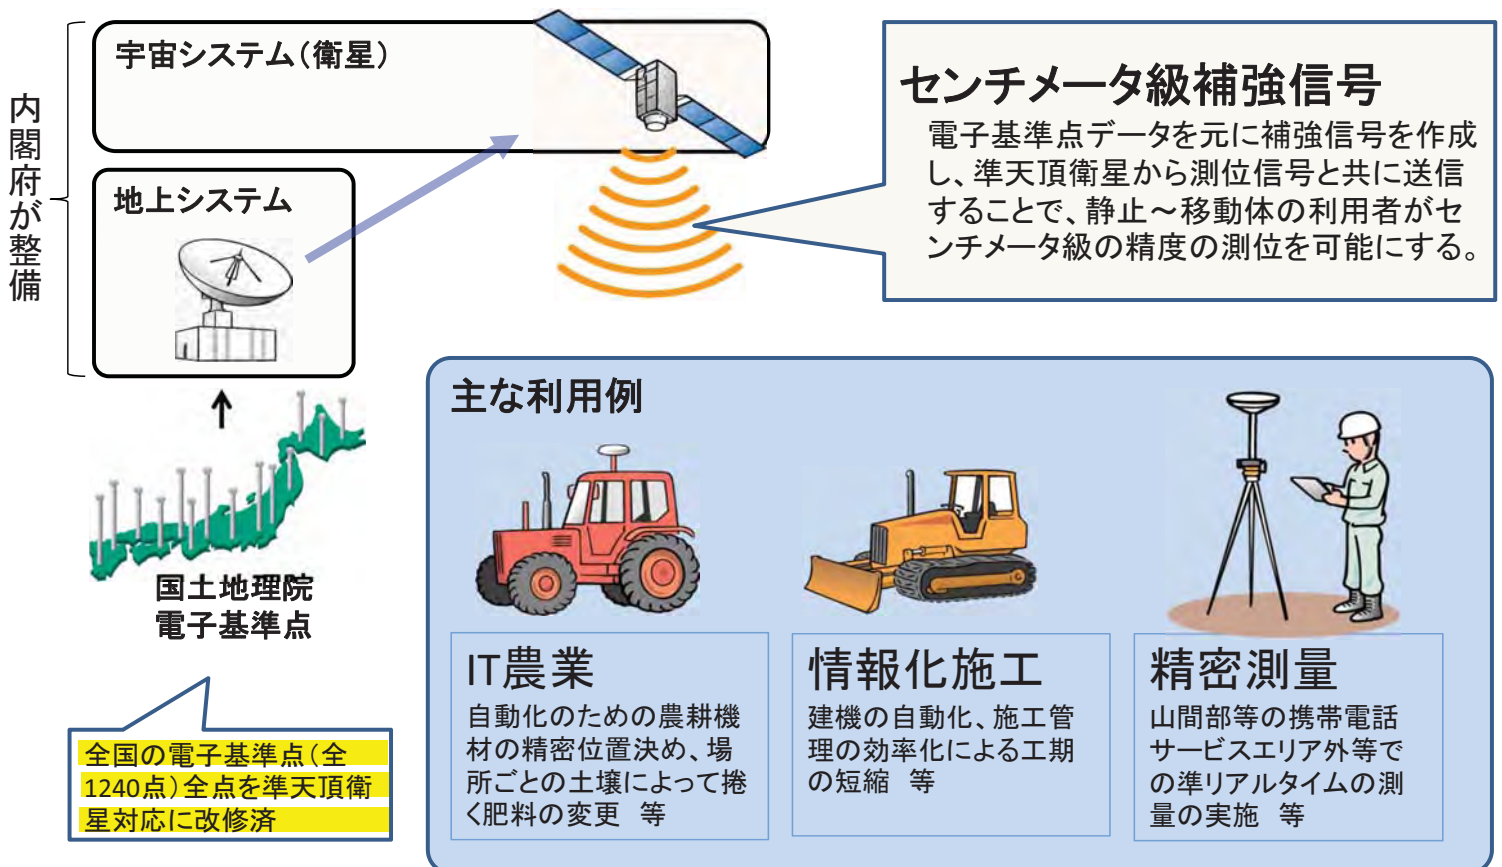 内閣府が整備
宇宙システム（衛星）
地上システム
センチメータ級補強信号
電子基準点データを元に補強信号を作成
し、準天頂衛星から測位信号と共に送信
することで、静止～移動体の利用者がセ
ンチメータ級の精度の測位を可能にする。
国土地理院
電子基準点
全国の電子基準点（全
1240点）全点を準天頂衛
星対応に改修済
主な利用例
IT農業
自動化のための農耕機
材の精密位置決め、場
所ごとの土壌によって捲
く肥料の変更　等
情報化施工
建機の自動化、施工管
理の効率化による工期
の短縮　等
精密測量
山間部等の携帯電話
サービスエリア外等で
の準リアルタイムの測
量の実施　等